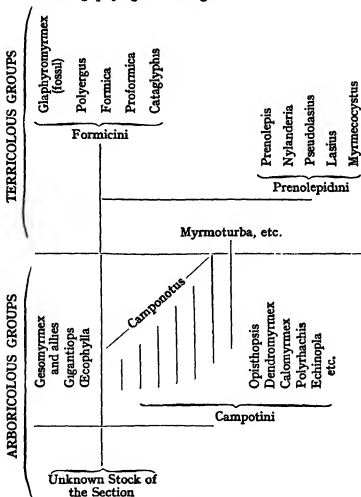 TERRICOLOUS GROUPS
Glaphyromyrmex
(fossil)
Polyergus
Formica
Proformica
Cataglyphis
Formicini
Prenolepis
Nylanderia
Pseudolasius
Lasius
Myrmecocystus
Prenolepidini
Myrmoturba, etc.
ARBORICOLOUS GROUPS
Gesomyrmex
and allies
Gigantiops
Œcophylla
Camponotus
Opisthopsis
Dendromyrmex
Calomyrmex
Polyrhachis
Echinopla
etc.
Campotini
Unknown Stock of
the Section